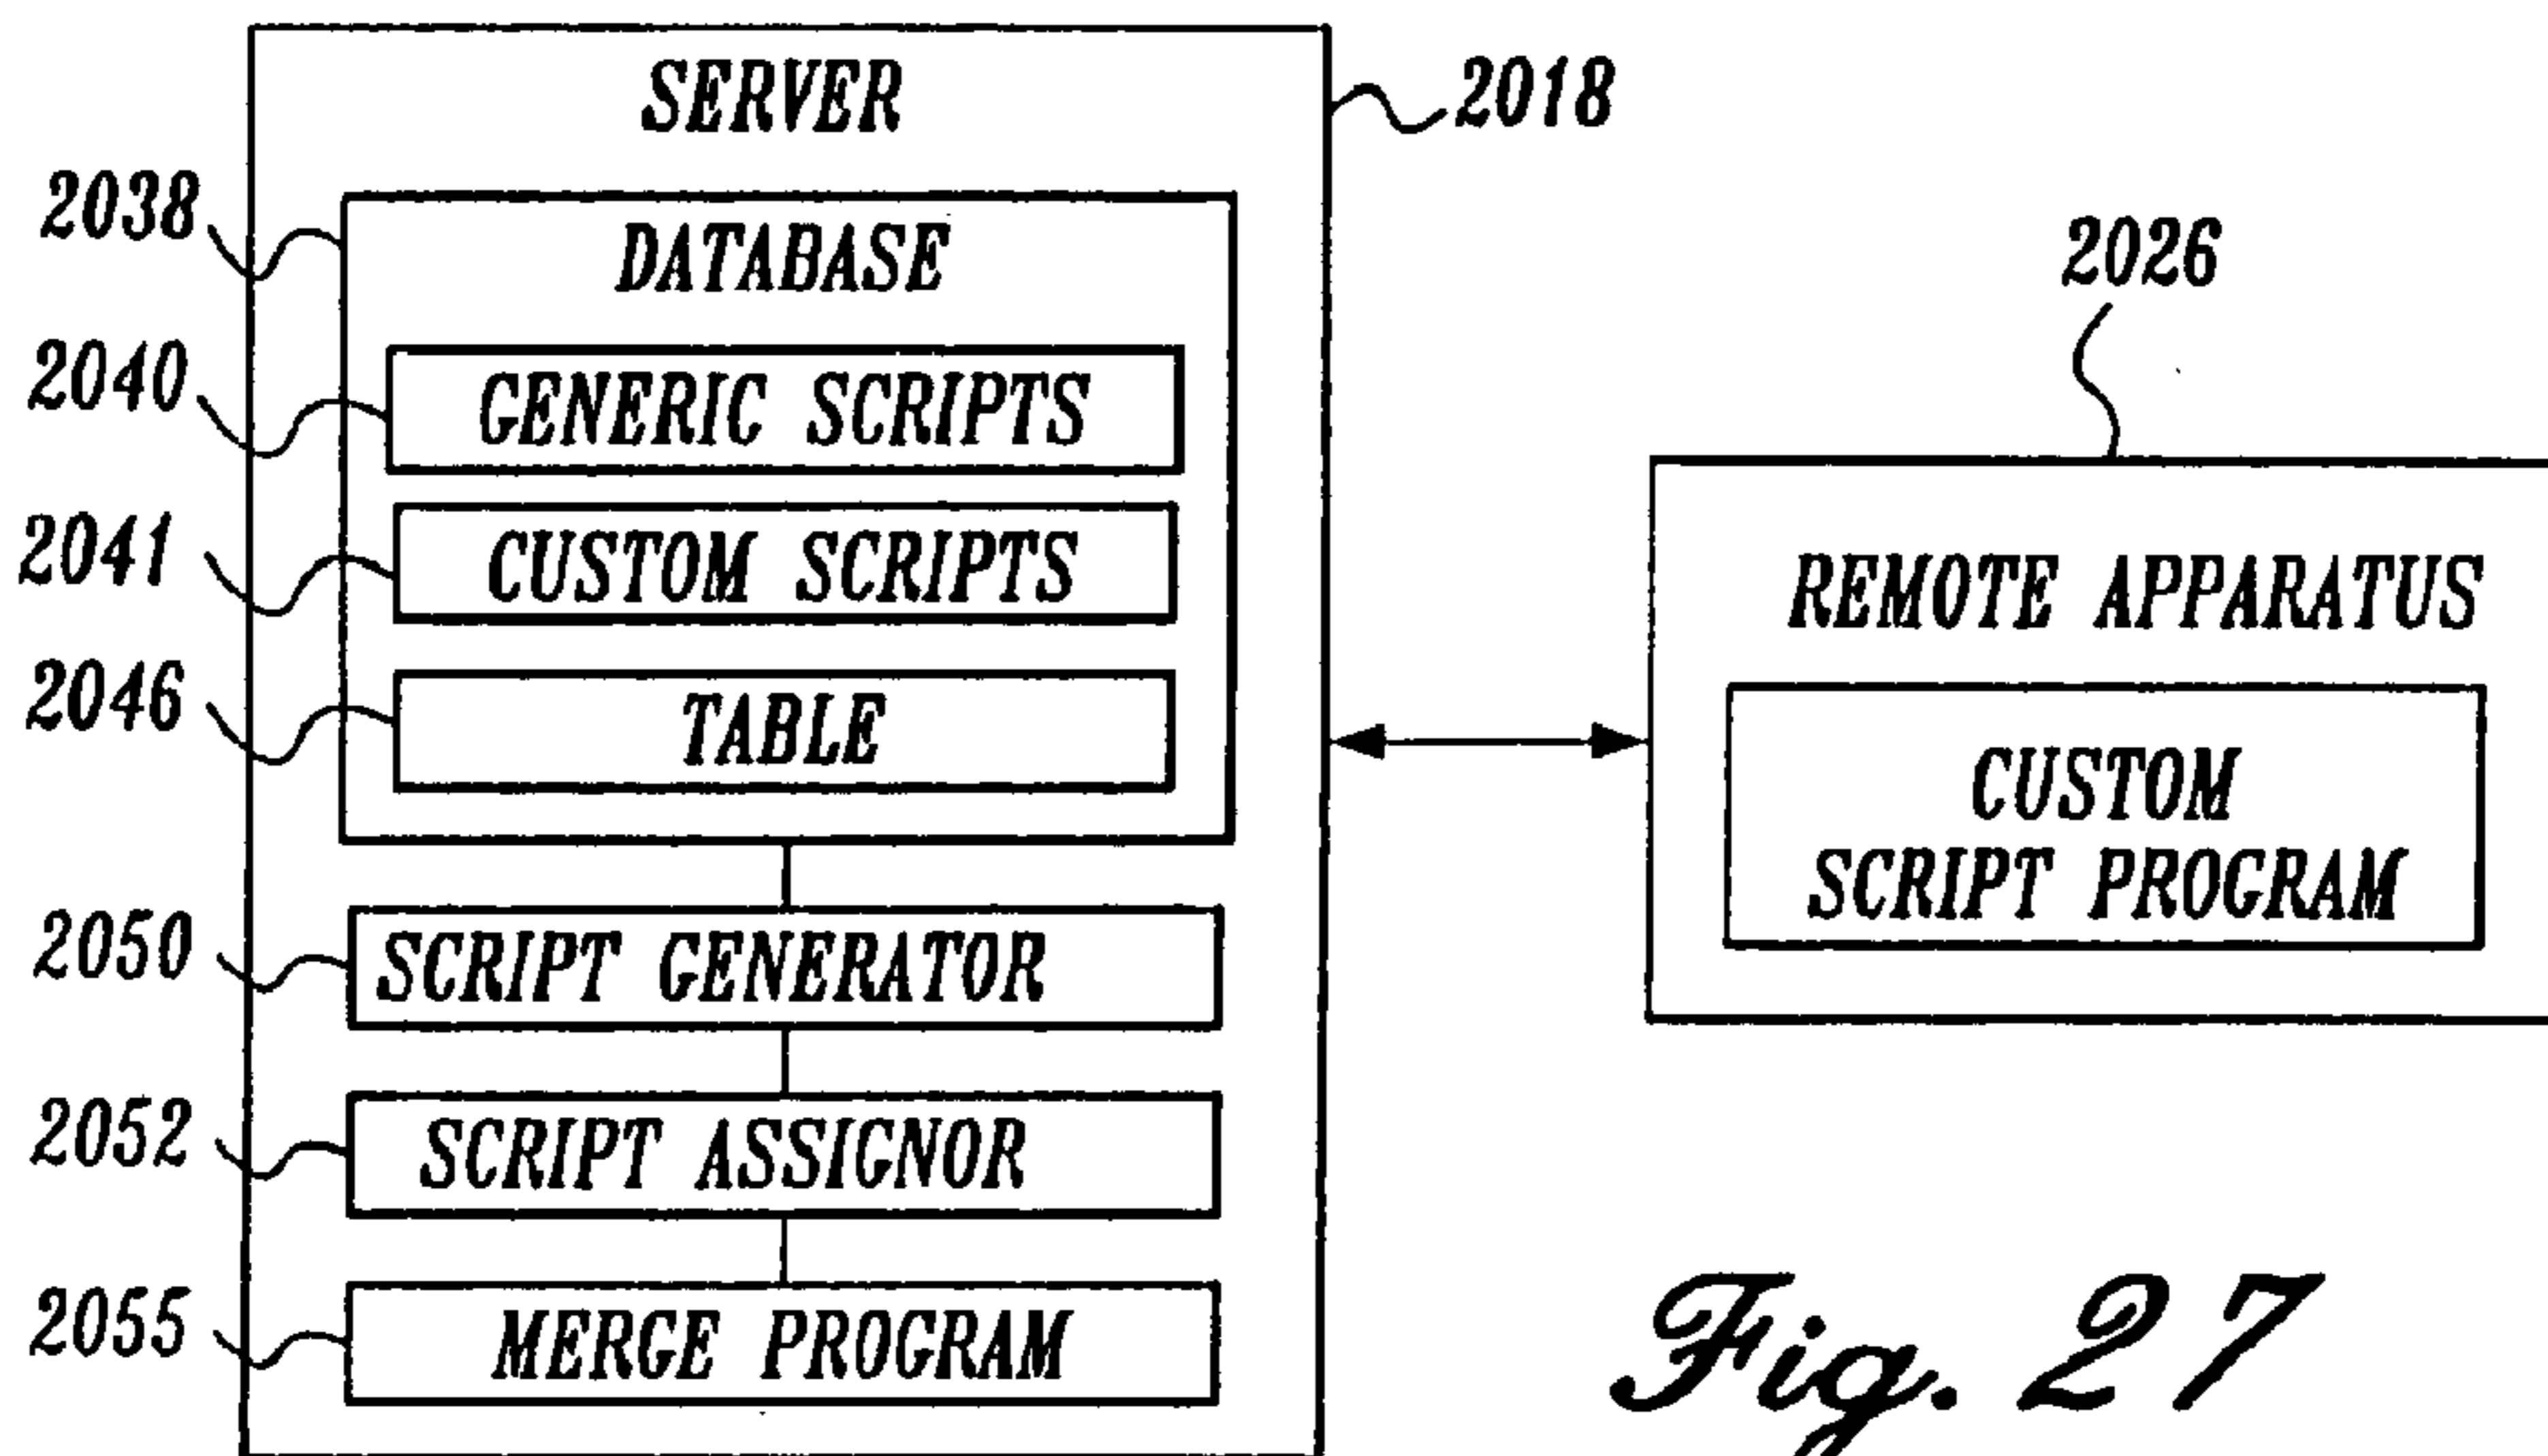 SERVER
2018
2038
DATABASE
2040
GENERIC SCRIPTS
2041
CUSTOM SCRIPTS
2046
TABLE
2050
SCRIPT GENERATOR
2052
SCRIPT ASSIGNOR
2055
MERGE PROGRAM
2026
REMOTE APPARATUS
CUSTOM
SCRIPT PROGRAM
Fig. 27